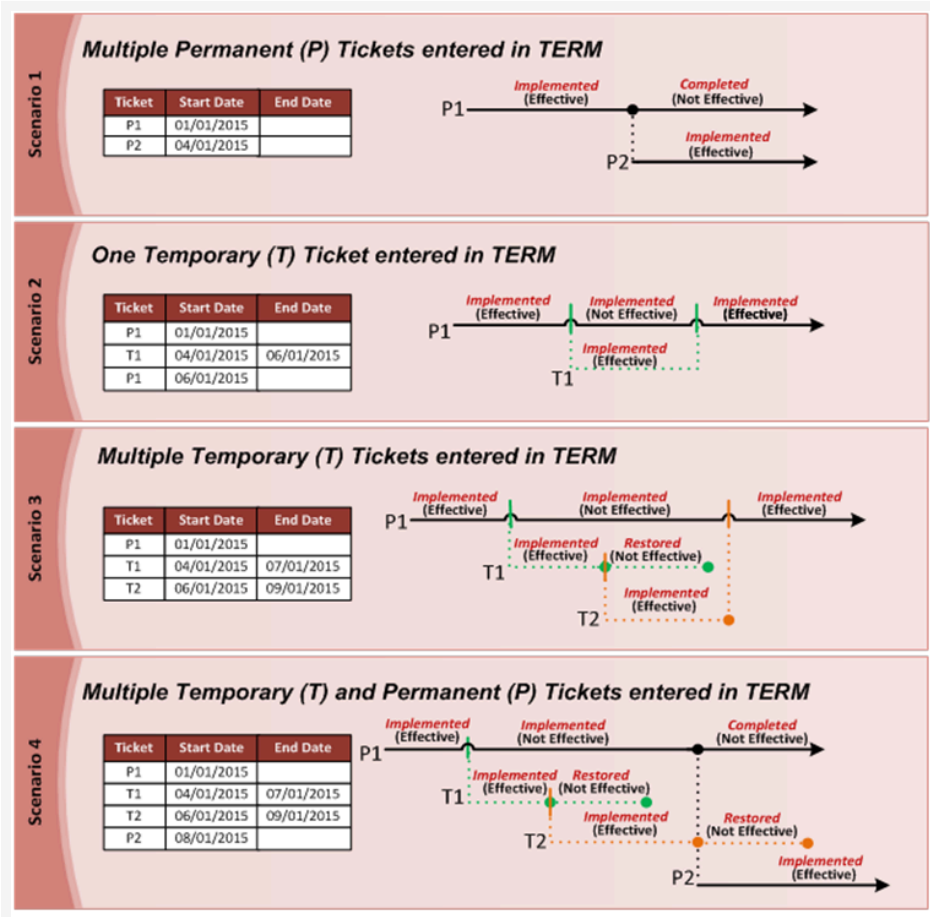 Scenario 1
Multiple Permanent (P) Tickets entered in TERM
Ticket Start Date End Date
P1 01/01/2015
P2 04/01/2015
Implemented Completed
(Effective) (Not Effective)
P1
Implemented
(Effective)
P2
Scenario 2
One Temporary (T) Ticket entered in TERM
Ticket Start Date End Date
P1 01/01/2015
T1 04/01/2015 06/01/2015
P1 06/01/2015
Implemented Implemented Implemented
(Effective) (Not Effective) (Effective)
P1
Implemented
(Effective)
T1
Scenario 3
Multiple Temporary (T) Tickets entered in TERM
Ticket Start Date End Date
P1 01/01/2015
T1 04/01/2015 07/01/2015
T2 06/01/2015 09/01/2015
Implemented Implemented Implemented
(Effective) (Not Effective) (Effective)
P1
Implemented Restored
(Effective) (Not Effective)
T1
Implemented
(Effective)
T2
Scenario 4
Multiple Temporary (T) and Permanent (P) Tickets entered in TERM
Ticket Start Date End Date
P1 01/01/2015
T1 04/01/2015 07/01/2015
T2 06/01/2015 09/01/2015
P2 08/01/2015
Implemented Implemented Completed
(Effective) (Not Effective) (Not Effective)
P1
Implemented Restored
(Effective) (Not Effective)
T1
Implemented Restored
(Effective) (Not Effective)
T2
Implemented
(Effective)
P2